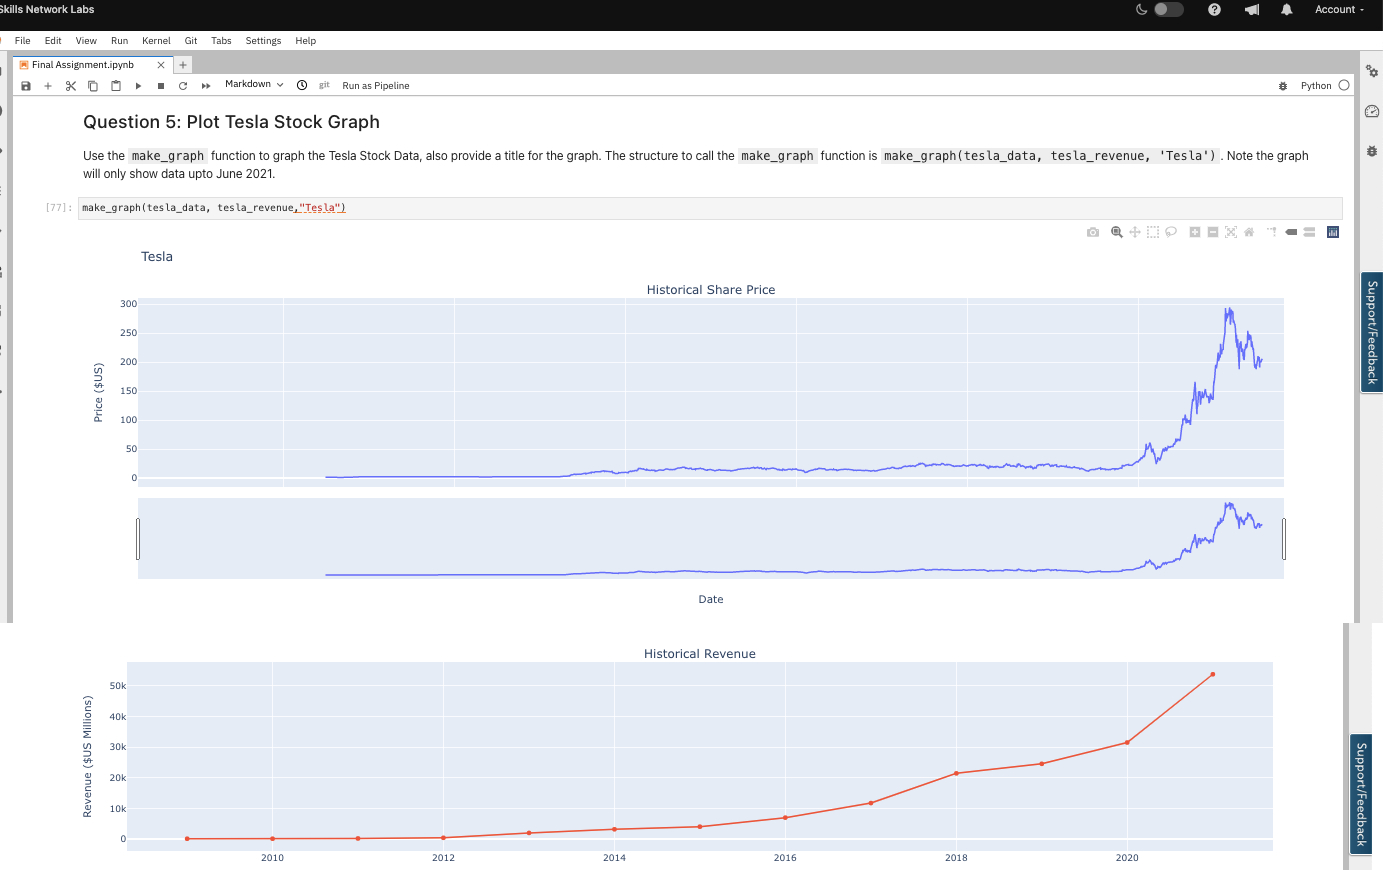 Skills Network Labs
Account
File Edit View Run Kernel Git Tabs Settings Help
Final Assignment.ipynb
Markdown git Run as Pipeline Python
Question 5: Plot Tesla Stock Graph
Use the make_graph function to graph the Tesla Stock Data, also provide a title for the graph. The structure to call the make_graph function is make_graph(tesla_data, tesla_revenue, 'Tesla') . Note the graph
will only show data upto June 2021.
[77]: make_graph(tesla_data, tesla_revenue,"Tesla")
Tesla
Historical Share Price
300
250
200
150
100
50
0
Price ($US)
Date
Support/Feedback
Historical Revenue
50k
40k
30k
20k
10k
0
Revenue ($US Millions)
2010 2012 2014 2016 2018 2020
Support/Feedback